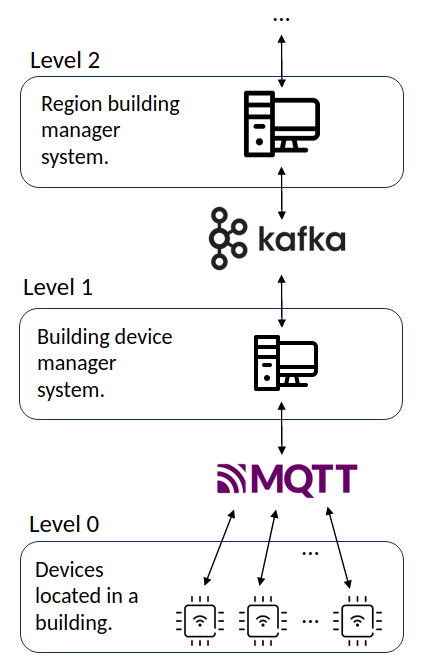 ...
Level 2
Region building
manager
system.
kafka
Level 1
Building device
manager
system.
MQTT
Level 0
...
Devices
located in a
building.
...